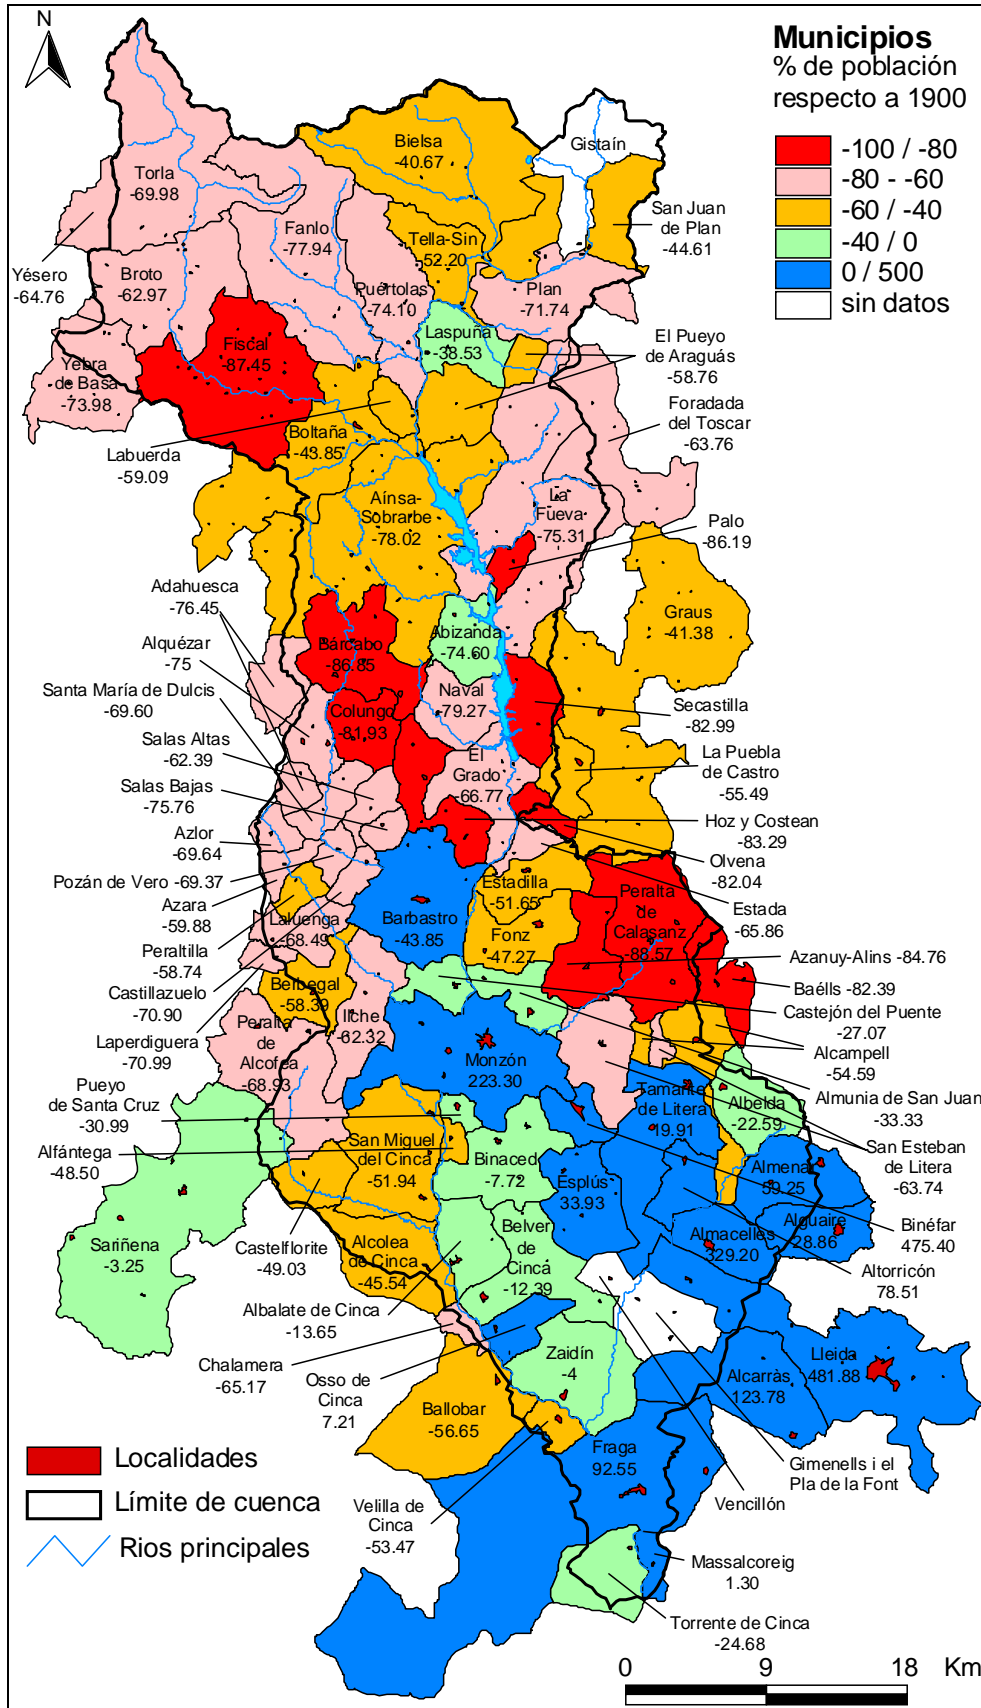 N
Municipios
% de población
respecto a 1900
-100 / -80
-80 - -60
-60 / -40
-40 / 0
0 / 500
sin datos
Bielsa
-40.67
Gistaín
Torla
-69.98
San Juan
de Plan
-44.61
Fanlo
-77.94
Tella-Sin
-52.20
Yésero
-64.76
Broto
-62.97
Puértolas
-74.10
Plan
-71.74
Laspuña
-38.53
Fiscal
-87.45
El Pueyo
de Araguás
-58.76
Yebra
de Basa
-73.98
Foradada
del Toscar
-63.76
Labuerda
-59.09
Boltaña
-43.85
Aínsa-
Sobrarbe
-78.02
La
Fueva
-75.31
Palo
-86.19
Adahuesca
-76.45
Graus
-41.38
Alquézar
-75
Bárcabo
-86.85
Abizanda
-74.60
Santa María de Dulcis
-69.60
Naval
-79.27
Colungo
-81.93
Secastilla
-82.99
Salas Altas
-62.39
El
Grado
-66.77
La Puebla
de Castro
-55.49
Salas Bajas
-75.76
Hoz y Costean
-83.29
Azlor
-69.64
Olvena
-82.04
Pozán de Vero -69.37
Estadilla
-51.65
Peralta
de
Calasanz
-88.57
Azara
-59.88
Barbastro
-43.85
Estada
-65.86
Laluenga
-68.49
Fonz
-47.27
Peraltilla
-58.74
Azanuy-Alins -84.76
Castillazuelo
-70.90
Berbegal
-58.39
Baélls -82.39
Ilche
-62.32
Castejón del Puente
-27.07
Laperdiguera
-70.99
Peralta
de
Alcofea
-68.93
Monzón
223.30
Alcampell
-54.59
Pueyo
de Santa Cruz
-30.99
Tamarite
de Litera
19.91
Albelda
-22.59
Almunia de San Juan
-33.33
Alfántega
-48.50
San Miguel
del Cinca
-51.94
Binaced
-7.72
San Esteban
de Litera
-63.74
Esplús
33.93
Almenar
59.25
Sariñena
-3.25
Castelflorite
-49.03
Alcolea
de Cinca
-45.54
Belver
de
Cinca
-12.39
Almacelles
329.20
Alguaire
28.86
Binéfar
475.40
Albalate de Cinca
-13.65
Altorricón
78.51
Chalamera
-65.17
Zaidín
-4
Lleida
481.88
Alcarràs
123.78
Osso de
Cinca
7.21
Ballobar
-56.65
Fraga
92.55
Gimenells i el
Pla de la Font
Vencillón
Localidades
Límite de cuenca
Rios principales
Velilla de
Cinca
-53.47
Massalcoreig
1.30
Torrente de Cinca
-24.68
0 9 18 Km